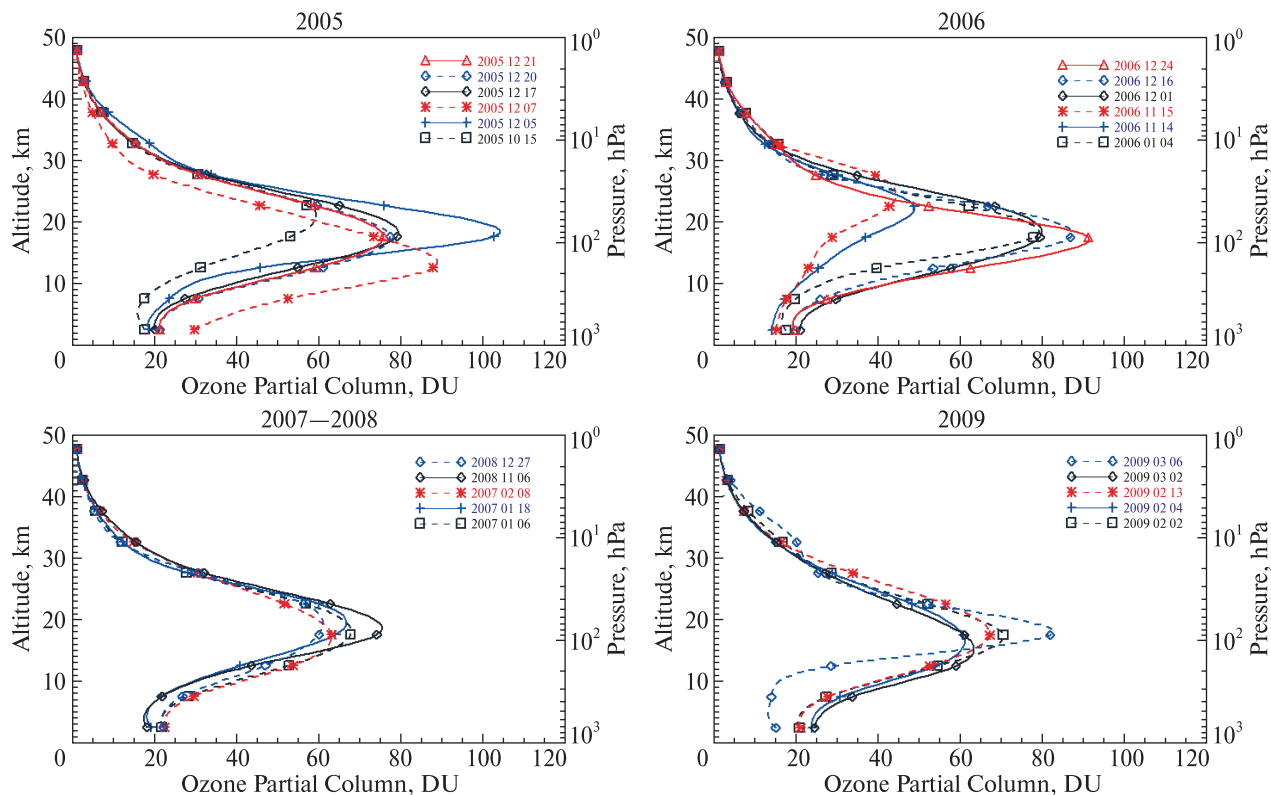 2005
50
40
30
20
10
0
20
40
60
80
100
120
Altitude, km
Ozone Partial Column, DU
10^0
10^1
10^2
10^3
Pressure, hPa
2005 12 21
2005 12 20
2005 12 17
2005 12 07
2005 12 05
2005 10 15
2006
50
40
30
20
10
0
20
40
60
80
100
120
Altitude, km
Ozone Partial Column, DU
10^0
10^1
10^2
10^3
Pressure, hPa
2006 12 24
2006 12 16
2006 12 01
2006 11 15
2006 11 14
2006 01 04
2007—2008
50
40
30
20
10
0
20
40
60
80
100
120
Altitude, km
Ozone Partial Column, DU
10^0
10^1
10^2
10^3
Pressure, hPa
2008 12 27
2008 11 06
2007 02 08
2007 01 18
2007 01 06
2009
50
40
30
20
10
0
20
40
60
80
100
120
Altitude, km
Ozone Partial Column, DU
10^0
10^1
10^2
10^3
Pressure, hPa
2009 03 06
2009 03 02
2009 02 13
2009 02 04
2009 02 02